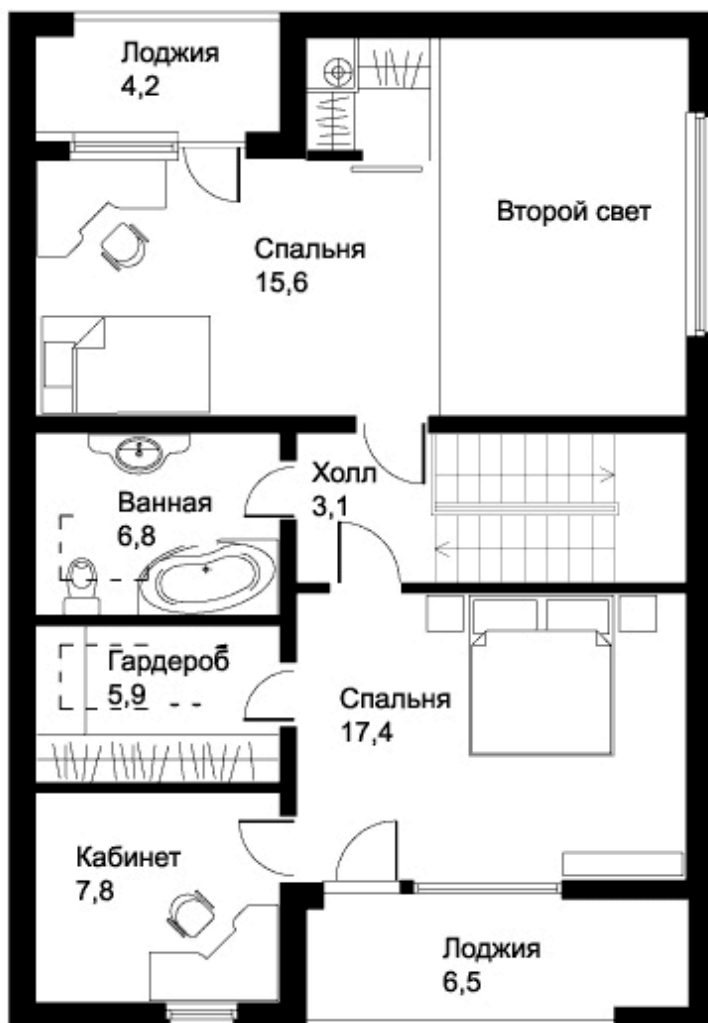 Лоджия
4,2
Второй свет
Спальня
15,6
Холл
3,1
Ванная
6,8
Гардероб
5,9
Спальня
17,4
Кабинет
7,8
Лоджия
6,5